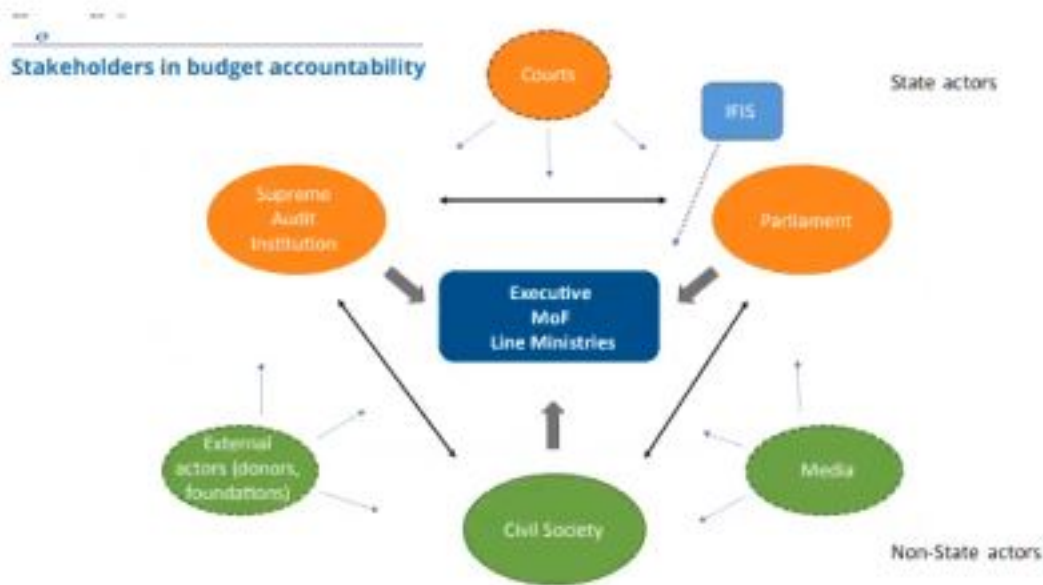 Stakeholders in budget accountability
Courts
State actors
IFIS
Supreme
Audit
Institution
Parliament
Executive
MoF
Line Ministries
External
actors (donors,
foundations)
Media
Civil Society
Non-State actors